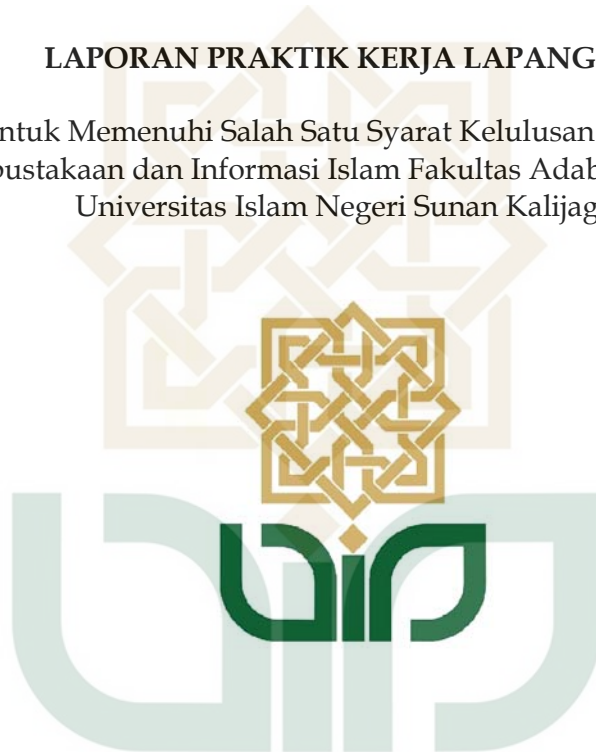 LAPORAN PRAKTIK KERJA LAPANG
ntuk Memenuhi Salah Satu Syarat Kelulusan
pustakaan dan Informasi Islam Fakultas Adab
Universitas Islam Negeri Sunan Kalijag
uin